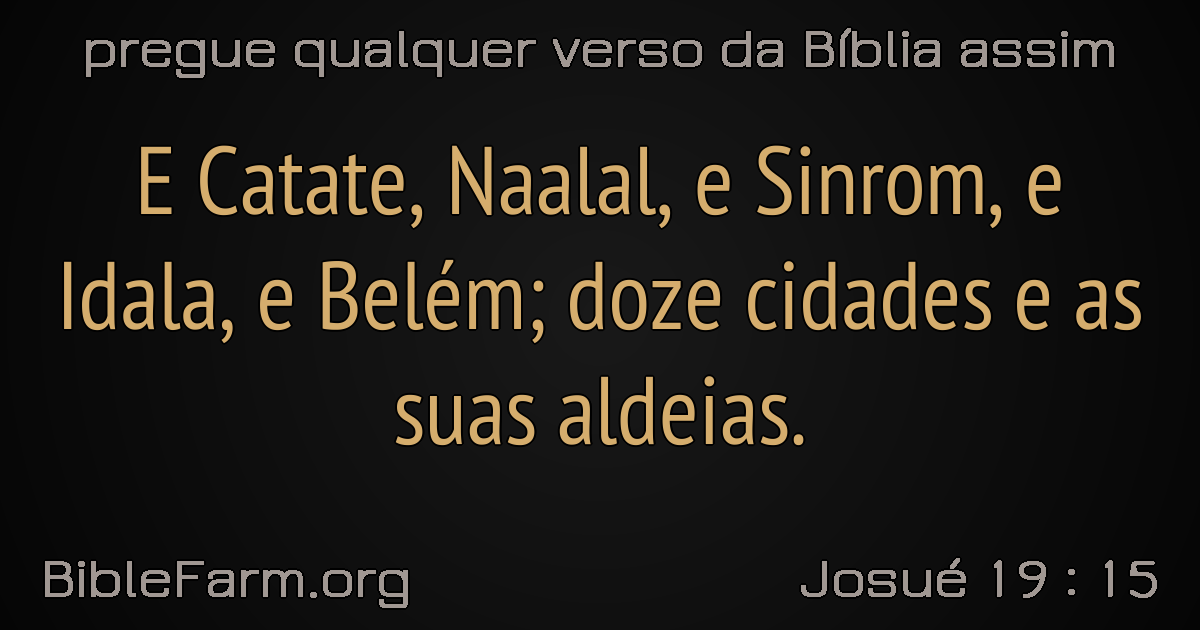 pregue qualquer verso da Bíblia assim
E Catate, Naalal, e Sinrom, e
Idala, e Belém; doze cidades e as
suas aldeias.
BibleFarm.org
Josué 19 : 15